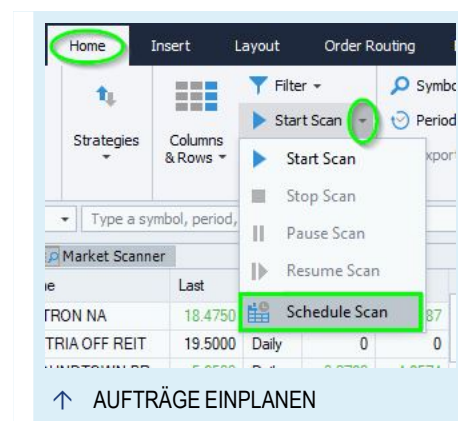 Home Insert Layout Order Routing
Filter Symbo
Start Scan Period
Strategies Columns & Rows
Start Scan
Stop Scan
Pause Scan
Resume Scan
Schedule Scan
Type a symbol, period,
Market Scanner
Last
TRON NA 18.4750 87
TRIA OFF REIT 19.5000 Daily 0 0
↑ AUFTRÄGE EINPLANEN